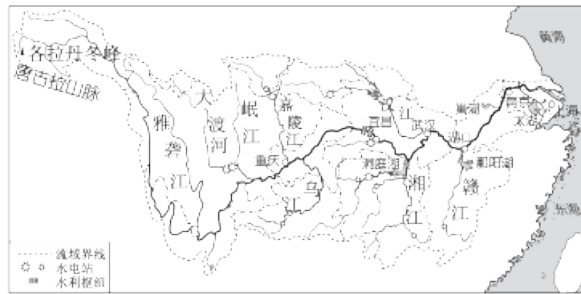 黄海
各拉丹冬峰
唐古拉山脉
雅砻江
大渡河
岷江
嘉陵江
重庆
乌江
宜昌
汉江
武汉
洞庭湖
湘江
赣江
鄱阳湖
巢湖
南京
太湖
上海
东海
流域界线
水电站
水利枢纽